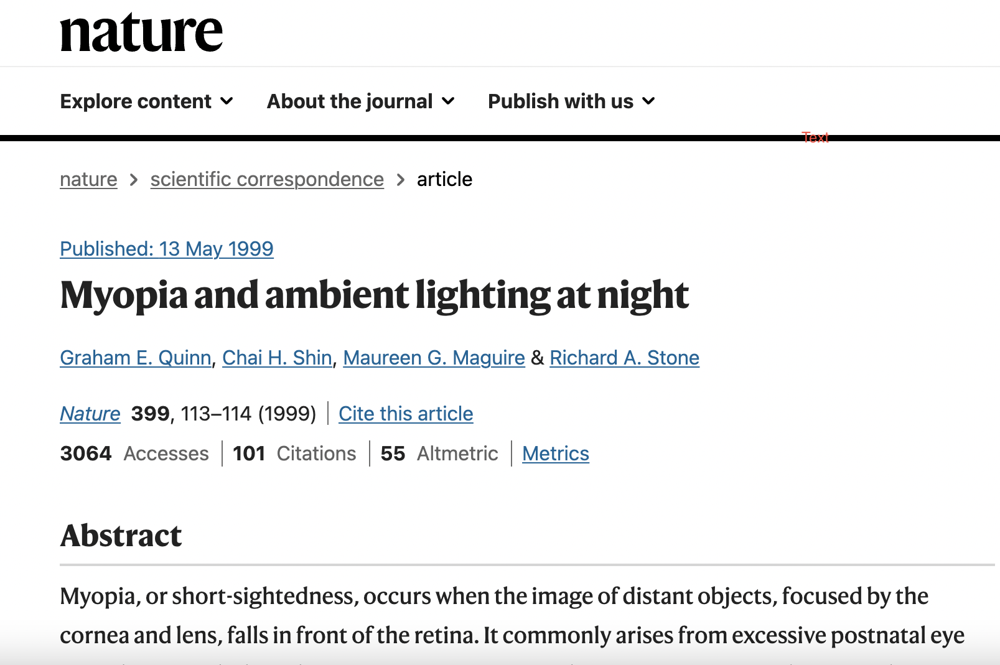 nature
Explore content About the journal Publish with us
Text
nature > scientific correspondence > article
Published: 13 May 1999
Myopia and ambient lighting at night
Graham E. Quinn, Chai H. Shin, Maureen G. Maguire & Richard A. Stone
Nature 399, 113–114 (1999) | Cite this article
3064 Accesses | 101 Citations | 55 Altmetric | Metrics
Abstract
Myopia, or short-sightedness, occurs when the image of distant objects, focused by the
cornea and lens, falls in front of the retina. It commonly arises from excessive postnatal eye